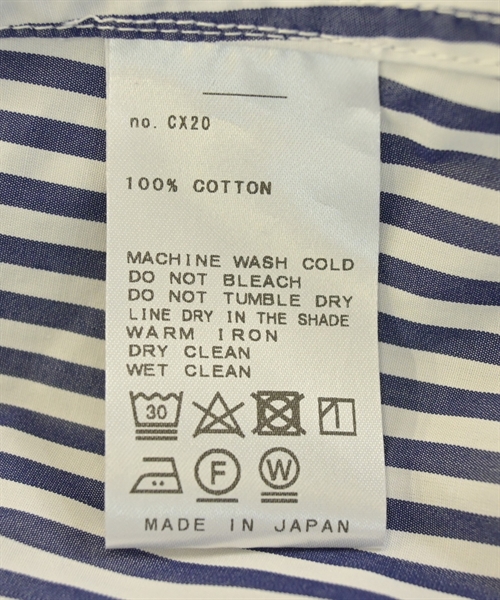 no. CX20
100% COTTON
MACHINE WASH COLD
DO NOT BLEACH
DO NOT TUMBLE DRY
LINE DRY IN THE SHADE
WARM IRON
DRY CLEAN
WET CLEAN
30
F W
MADE IN JAPAN